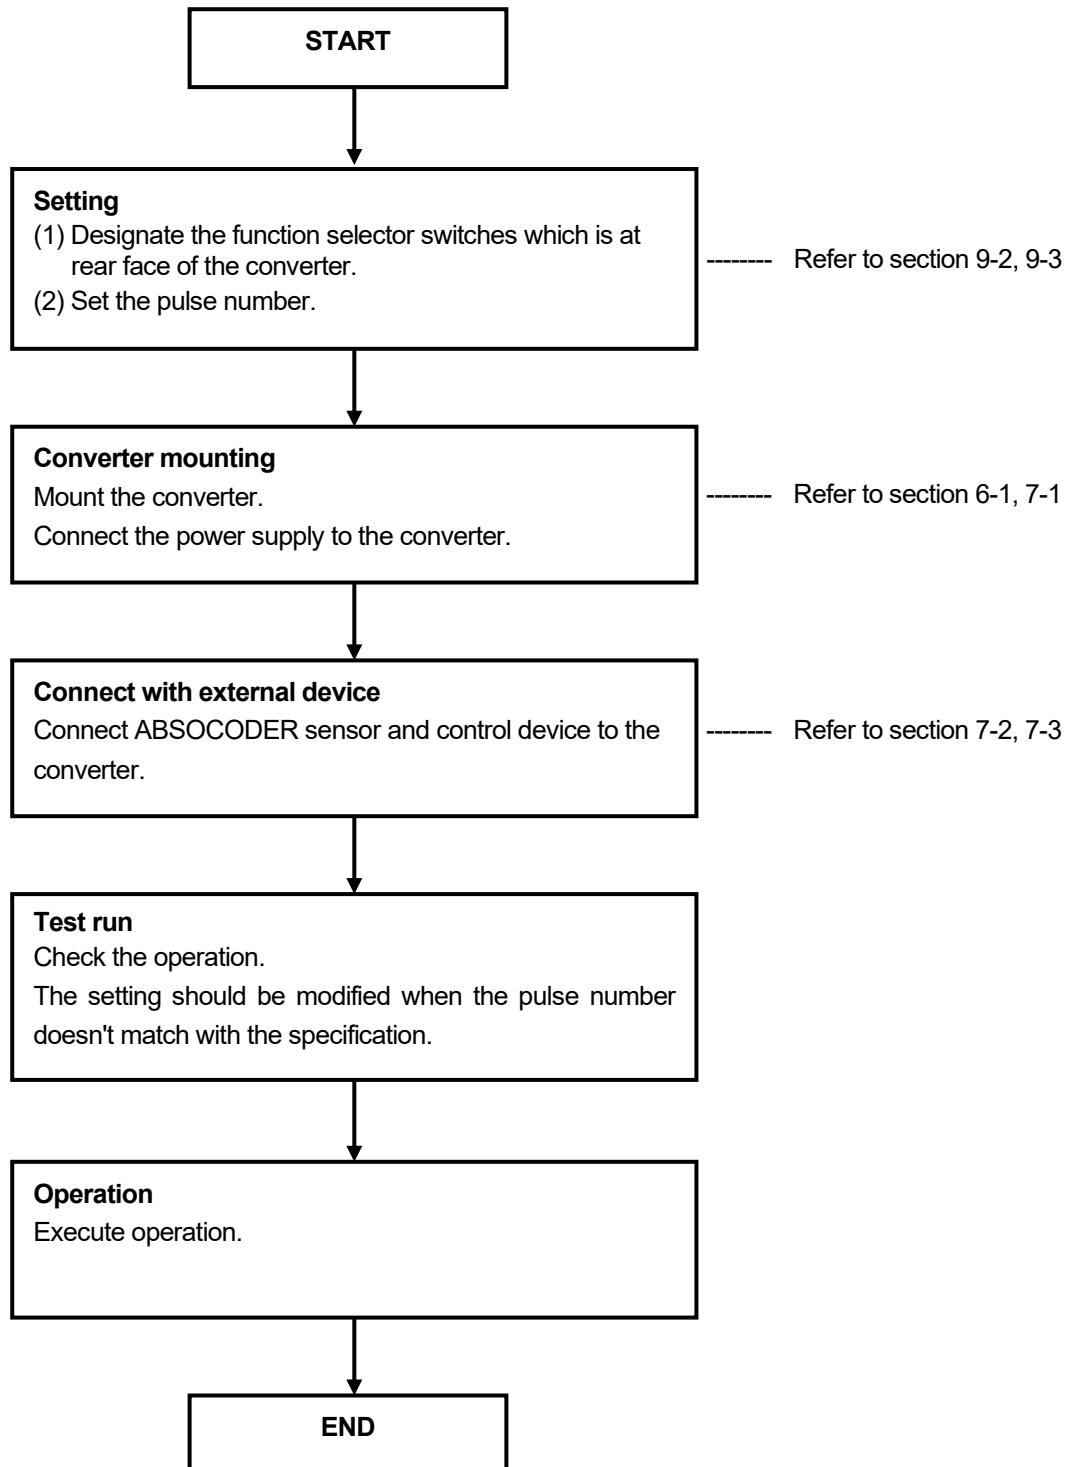 START
Setting
(1) Designate the function selector switches which is at
rear face of the converter.
(2) Set the pulse number.
-------- Refer to section 9-2, 9-3
Converter mounting
Mount the converter.
Connect the power supply to the converter.
-------- Refer to section 6-1, 7-1
Connect with external device
Connect ABSOCODER sensor and control device to the
converter.
-------- Refer to section 7-2, 7-3
Test run
Check the operation.
The setting should be modified when the pulse number
doesn't match with the specification.
Operation
Execute operation.
END